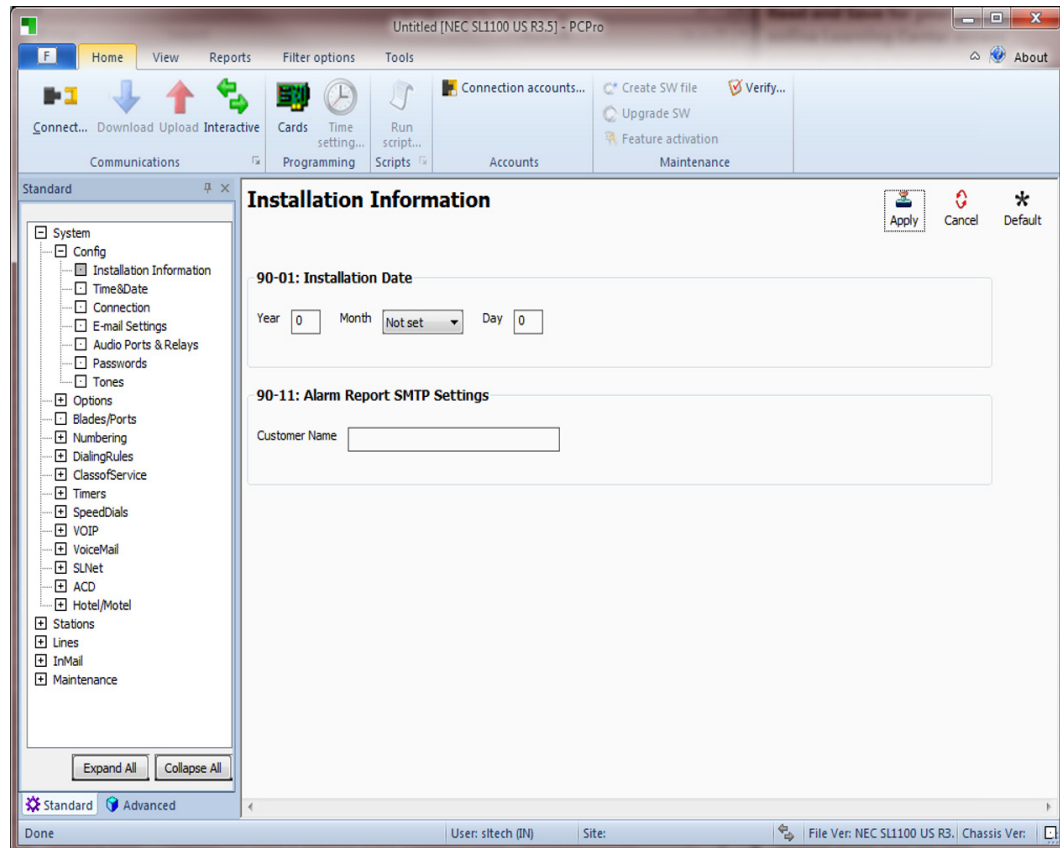 Untitled [NEC SL1100 US R3.5] - PCPro
F Home View Reports Filter options Tools About
Connect... Download Upload Interactive
Communications
Cards Time setting...
Programming
Run script...
Scripts
Connection accounts...
Accounts
Create SW file Verify...
Upgrade SW
Feature activation
Maintenance
Standard
System
Config
Installation Information
Time&Date
Connection
E-mail Settings
Audio Ports & Relays
Passwords
Tones
Options
Blades/Ports
Numbering
DialingRules
ClassofService
Timers
SpeedDials
VOIP
VoiceMail
SLNet
ACD
Hotel/Motel
Stations
Lines
InMail
Maintenance
Expand All Collapse All
Standard Advanced
Installation Information
Apply Cancel Default
90-01: Installation Date
Year 0 Month Not set Day 0
90-11: Alarm Report SMTP Settings
Customer Name
Done User: sltech (IN) Site: File Ver: NEC SL1100 US R3. Chassis Ver: